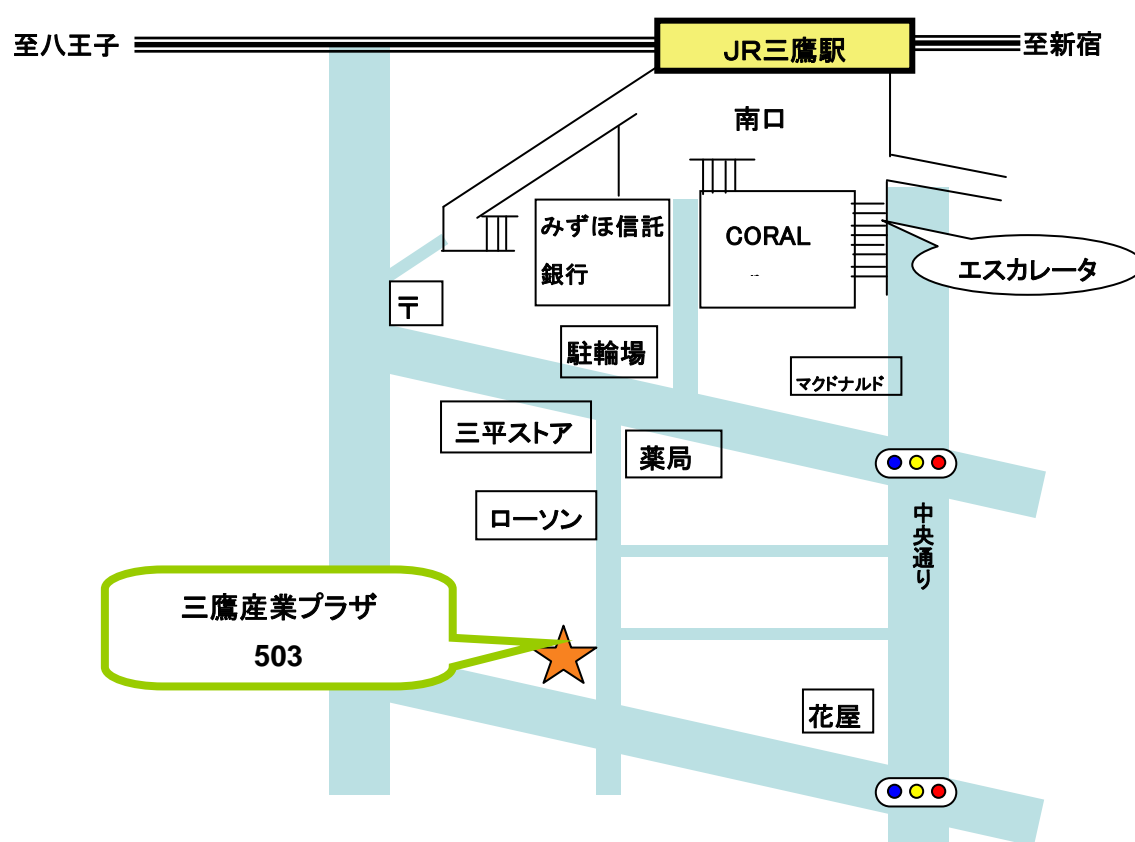 至八王子
JR三鷹駅
至新宿
南口
みずほ信託
銀行
CORAL
エスカレータ
〒
駐輪場
マクドナルド
三平ストア
薬局
ローソン
中央通り
三鷹産業プラザ
503
花屋